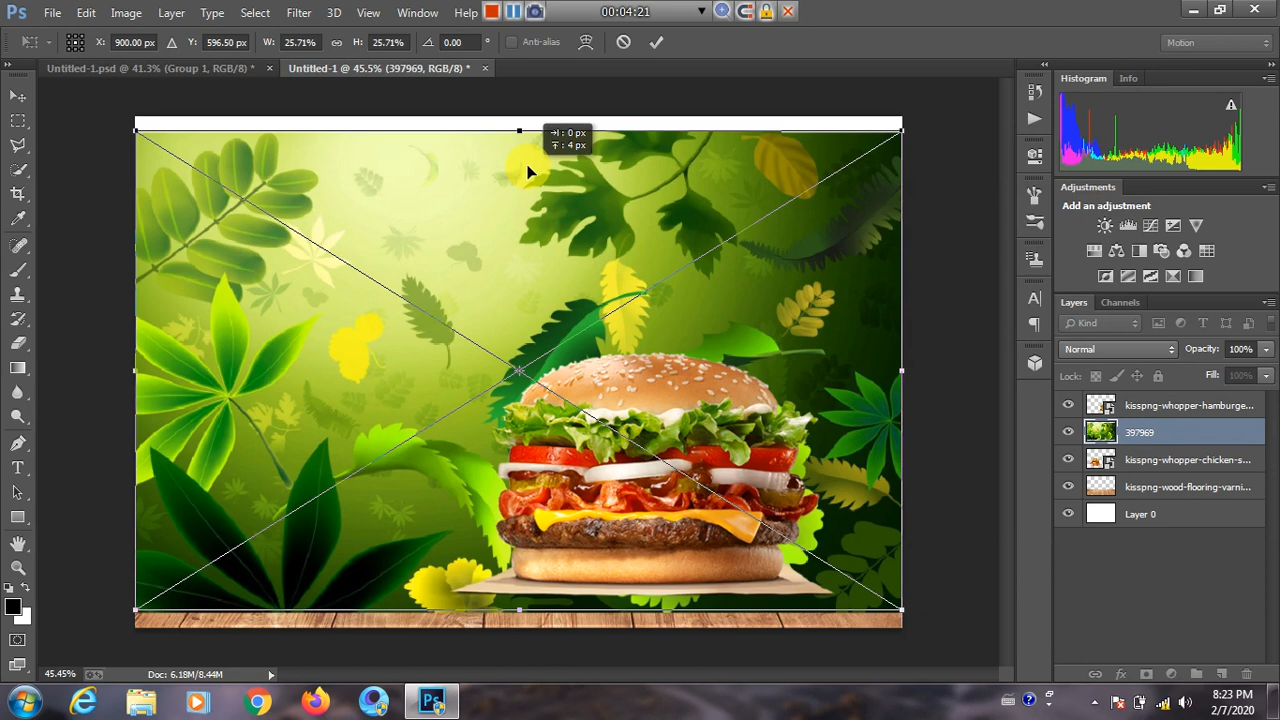 Ps File Edit Image Layer Type Select Filter 3D View Window Help 00:04:21
X: 900.00 px Y: 596.50 px W: 25.71% H: 25.71% 0.00 ° Anti-alias Motion
Untitled-1.psd @ 41.3% (Group 1, RGB/8) * × Untitled-1 @ 45.5% (397969, RGB/8) * ×
Histogram Info
: 0 px
: 4 px
Adjustments
Add an adjustment
Layers Channels
Kind
Normal Opacity: 100%
Lock: Fill: 100%
kisspng-whopper-hamburge...
397969
kisspng-whopper-chicken-s...
kisspng-wood-flooring-varni...
Layer 0
45.45% Doc: 6.18M/8.44M
Ps
8:23 PM
2/7/2020